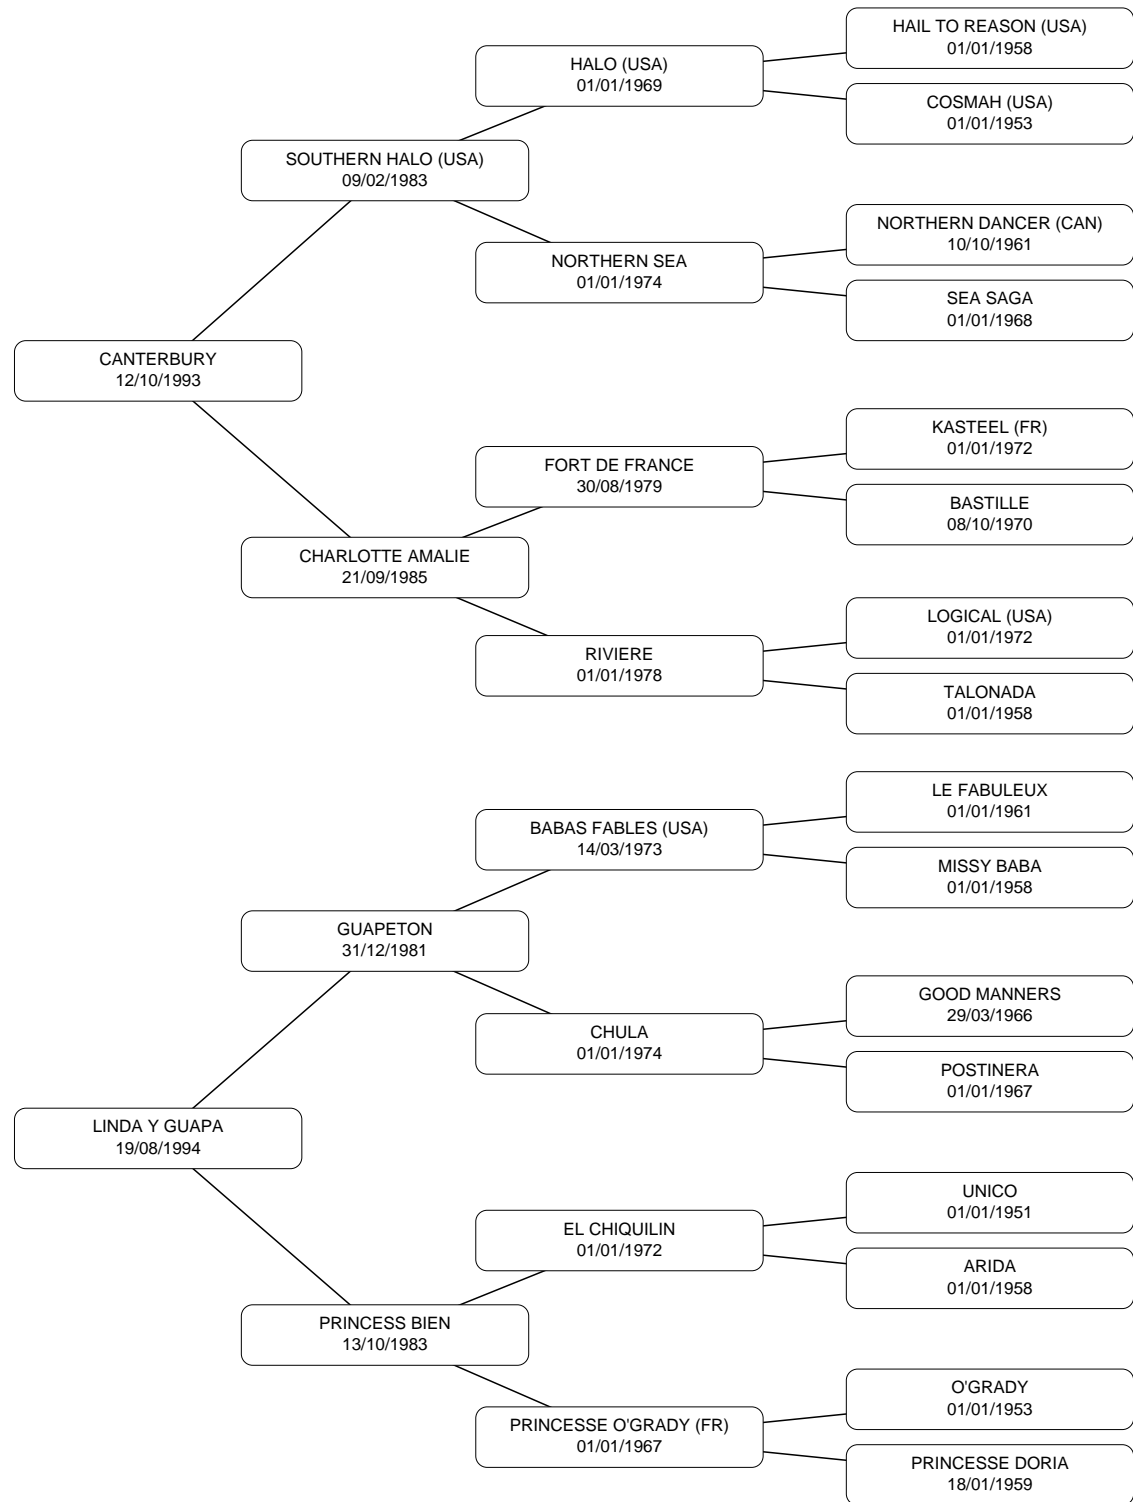 HAIL TO REASON (USA)
01/01/1958
HALO (USA)
01/01/1969
COSMAH (USA)
01/01/1953
SOUTHERN HALO (USA)
09/02/1983
NORTHERN DANCER (CAN)
10/10/1961
NORTHERN SEA
01/01/1974
SEA SAGA
01/01/1968
CANTERBURY
12/10/1993
KASTEEL (FR)
01/01/1972
FORT DE FRANCE
30/08/1979
BASTILLE
08/10/1970
CHARLOTTE AMALIE
21/09/1985
LOGICAL (USA)
01/01/1972
RIVIERE
01/01/1978
TALONADA
01/01/1958
LE FABULEUX
01/01/1961
BABAS FABLES (USA)
14/03/1973
MISSY BABA
01/01/1958
GUAPETON
31/12/1981
GOOD MANNERS
29/03/1966
CHULA
01/01/1974
POSTINERA
01/01/1967
LINDA Y GUAPA
19/08/1994
UNICO
01/01/1951
EL CHIQUILIN
01/01/1972
ARIDA
01/01/1958
PRINCESS BIEN
13/10/1983
O'GRADY
01/01/1953
PRINCESSE O'GRADY (FR)
01/01/1967
PRINCESSE DORIA
18/01/1959